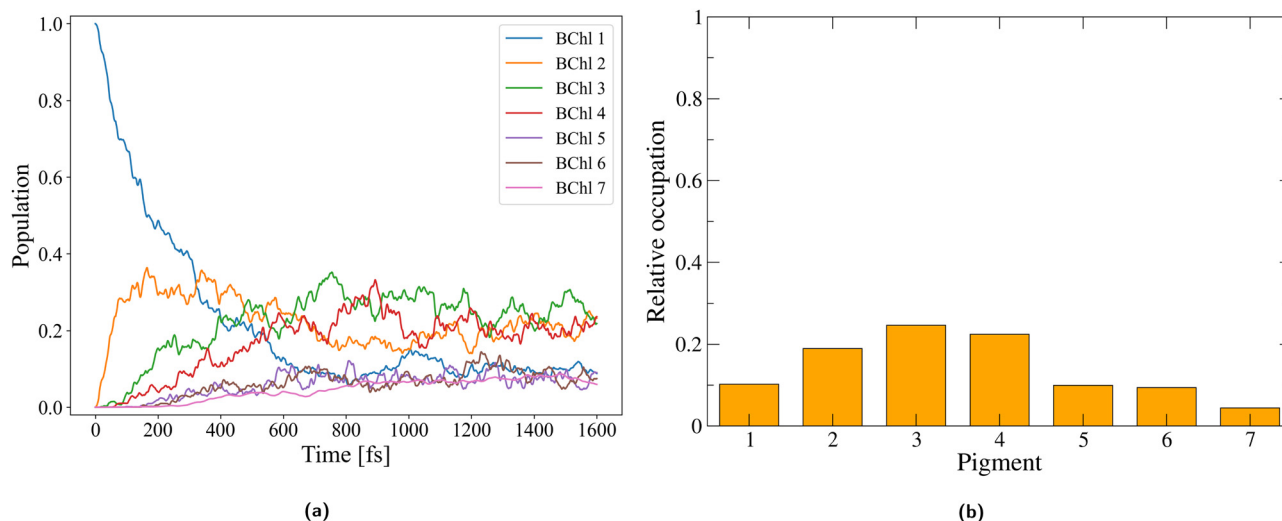 1.0
0.8
0.6
0.4
0.2
0.0
Population
0 200 400 600 800 1000 1200 1400 1600
Time [fs]
BChl 1
BChl 2
BChl 3
BChl 4
BChl 5
BChl 6
BChl 7
(a)
1
0.8
0.6
0.4
0.2
0
Relative occupation
1 2 3 4 5 6 7
Pigment
(b)